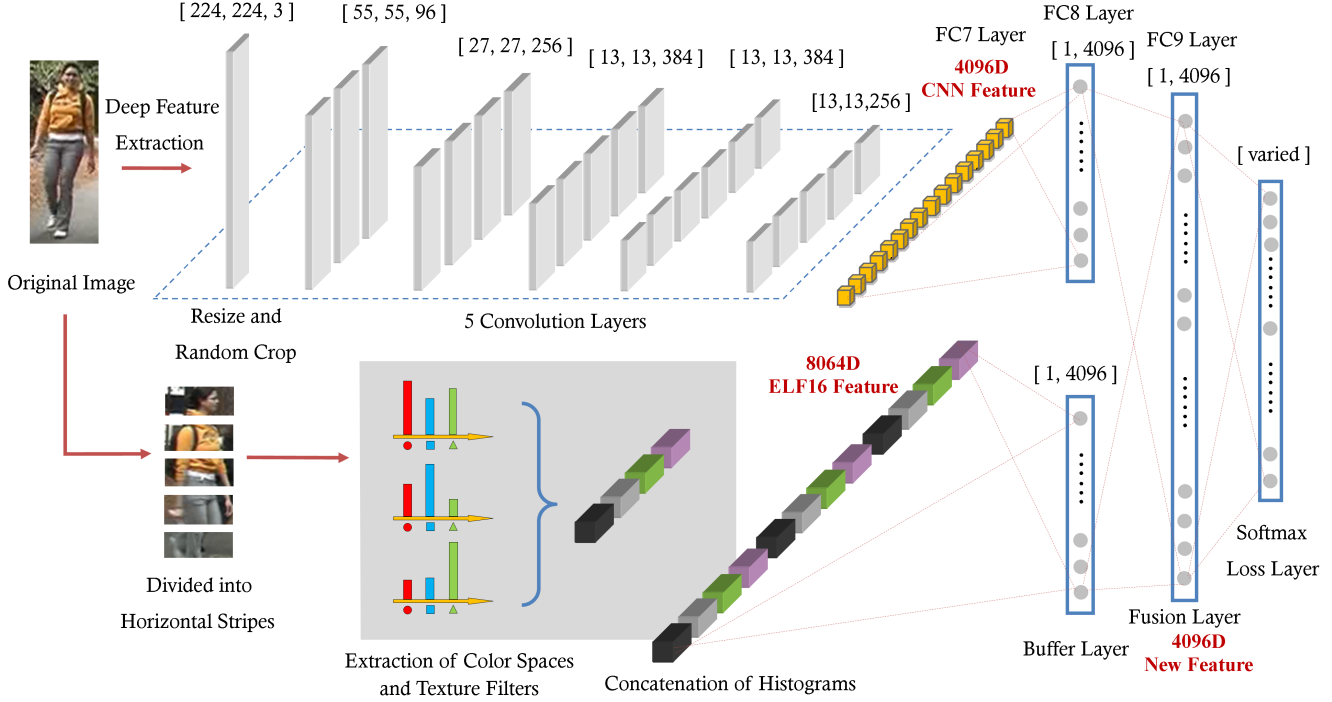 [ 224, 224, 3 ]
[ 55, 55, 96 ]
[ 27, 27, 256 ]
[ 13, 13, 384 ]
[ 13, 13, 384 ]
[13,13,256]
Deep Feature
Extraction
Original Image
Resize and
Random Crop
5 Convolution Layers
FC7 Layer
4096D
CNN Feature
FC8 Layer
[ 1, 4096 ]
FC9 Layer
[ 1, 4096 ]
[ varied ]
8064D
ELF16 Feature
[ 1, 4096 ]
Divided into
Horizontal Stripes
Extraction of Color Spaces
and Texture Filters
Concatenation of Histograms
Buffer Layer
Fusion Layer
4096D
New Feature
Softmax
Loss Layer